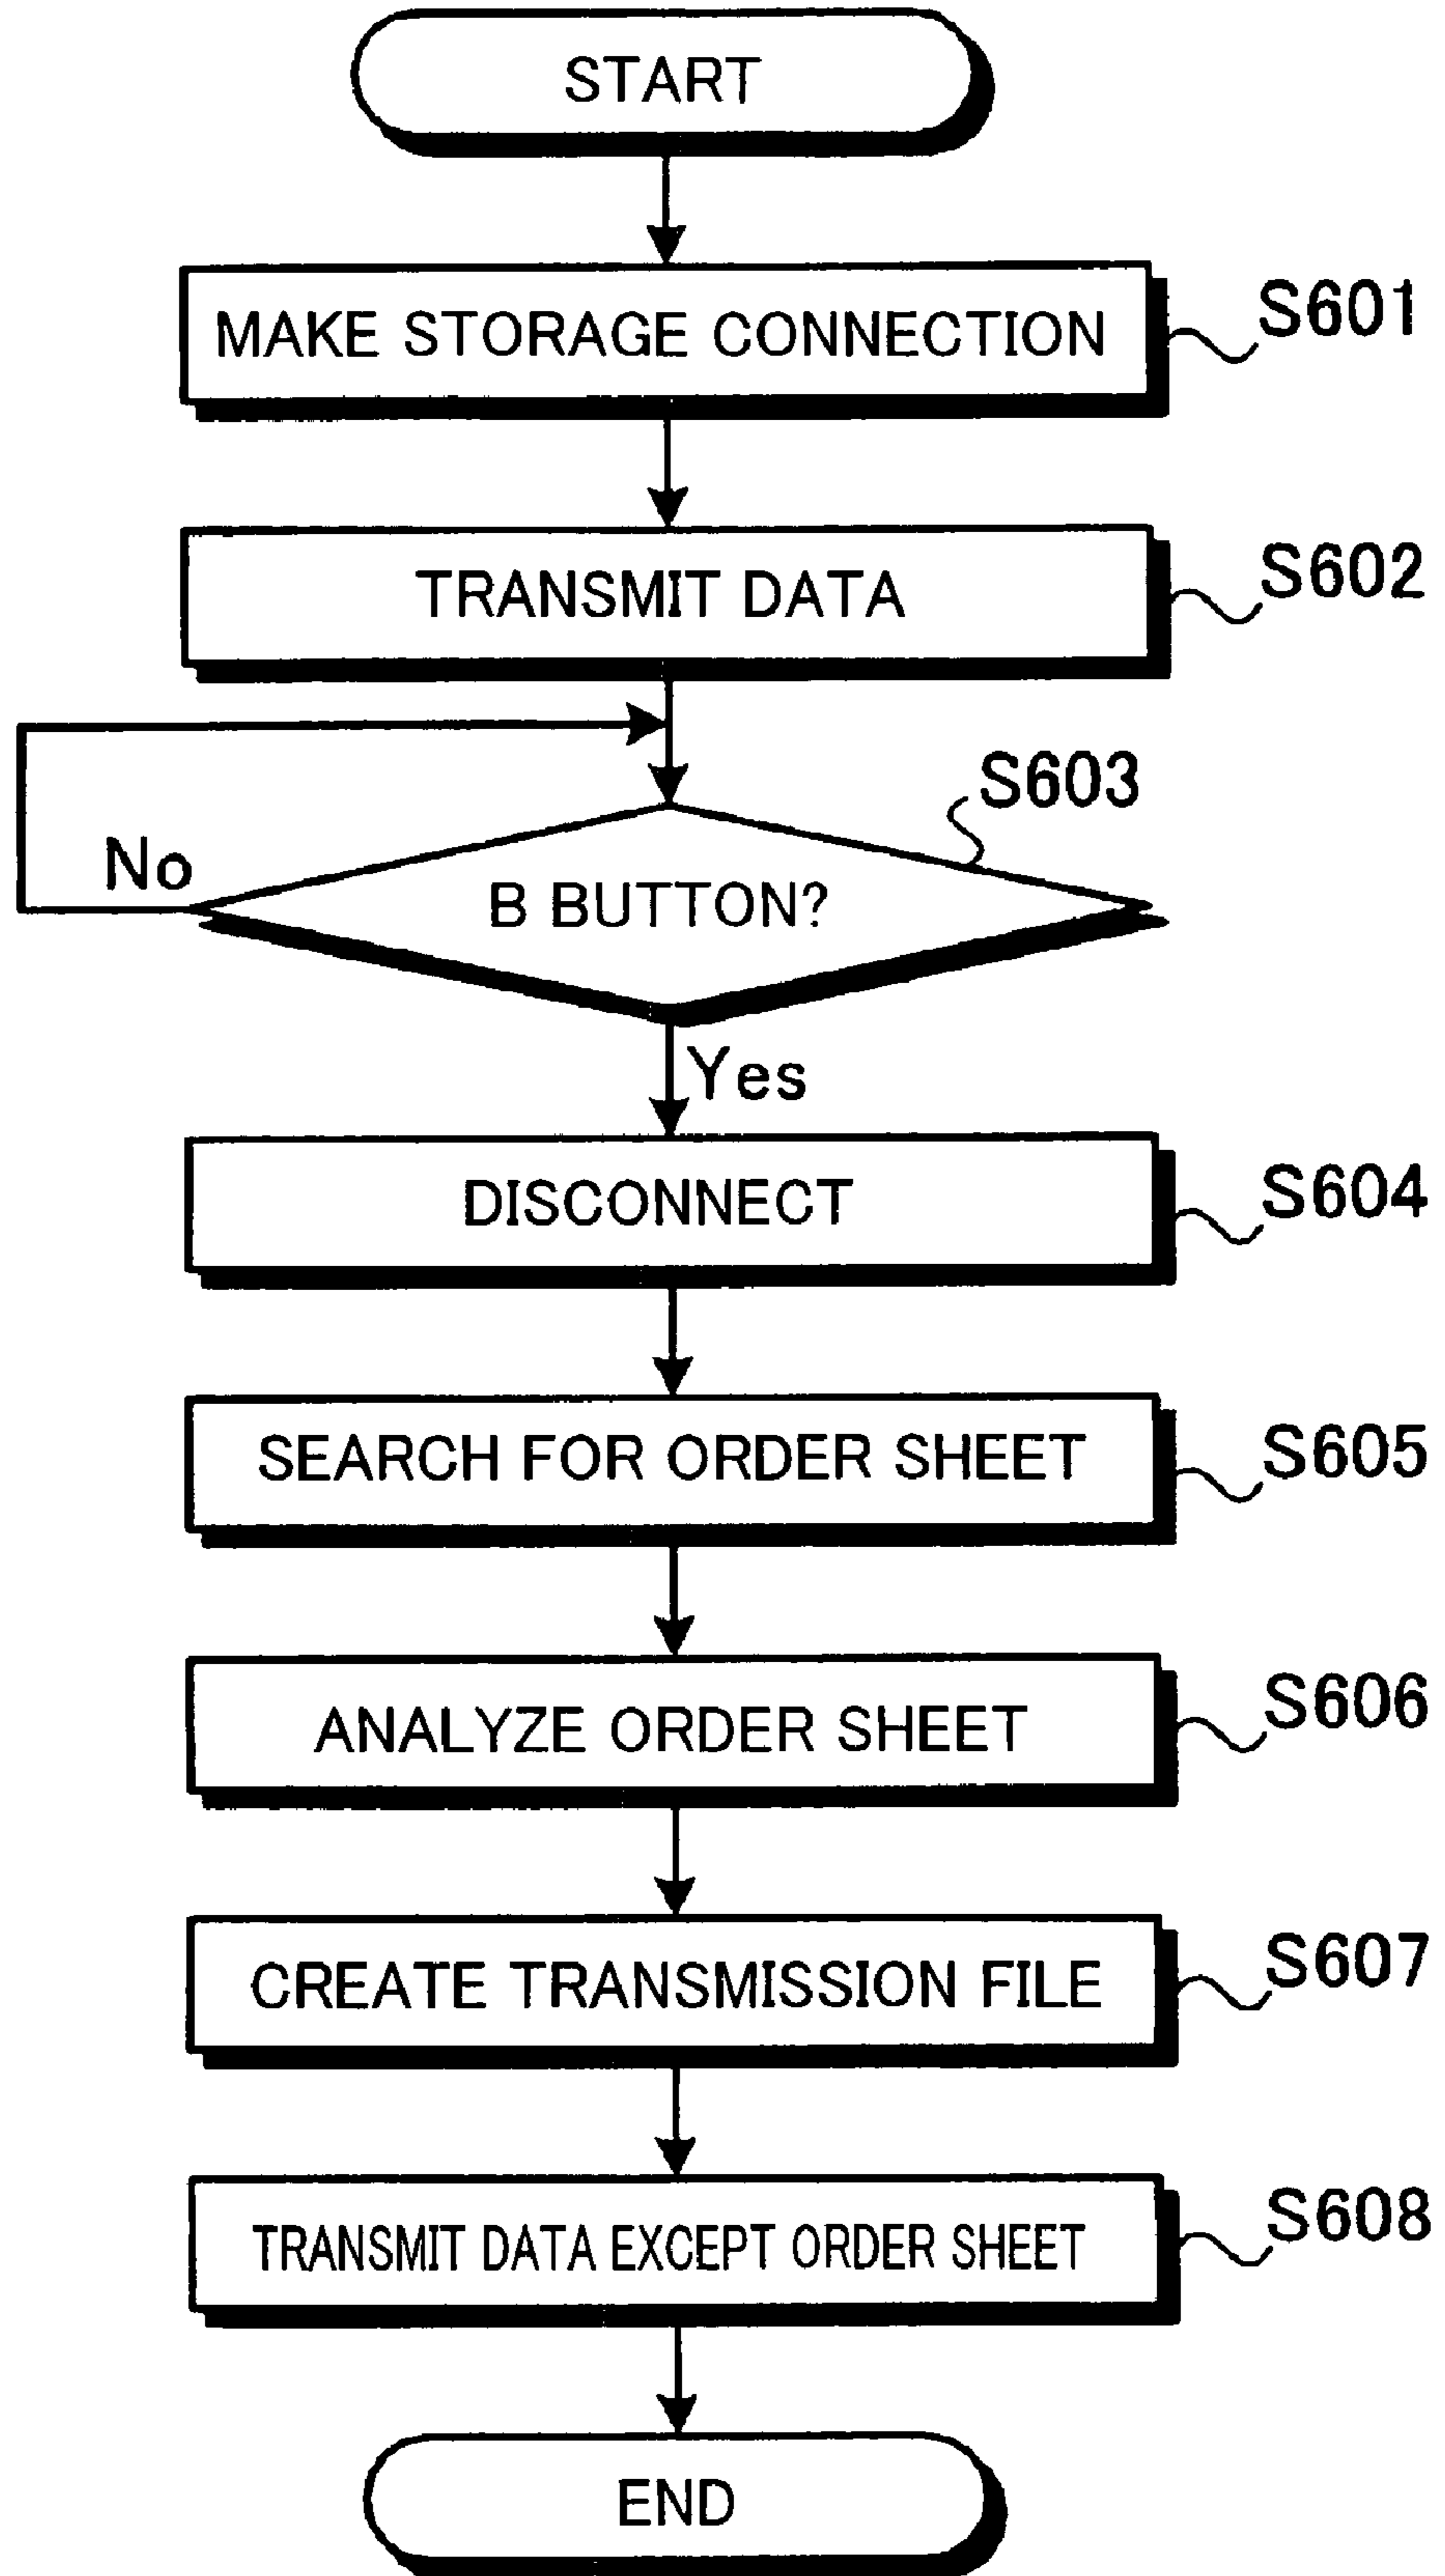 START
MAKE STORAGE CONNECTION
S601
TRANSMIT DATA
S602
S603
No
B BUTTON?
Yes
DISCONNECT
S604
SEARCH FOR ORDER SHEET
S605
ANALYZE ORDER SHEET
S606
CREATE TRANSMISSION FILE
S607
TRANSMIT DATA EXCEPT ORDER SHEET
S608
END